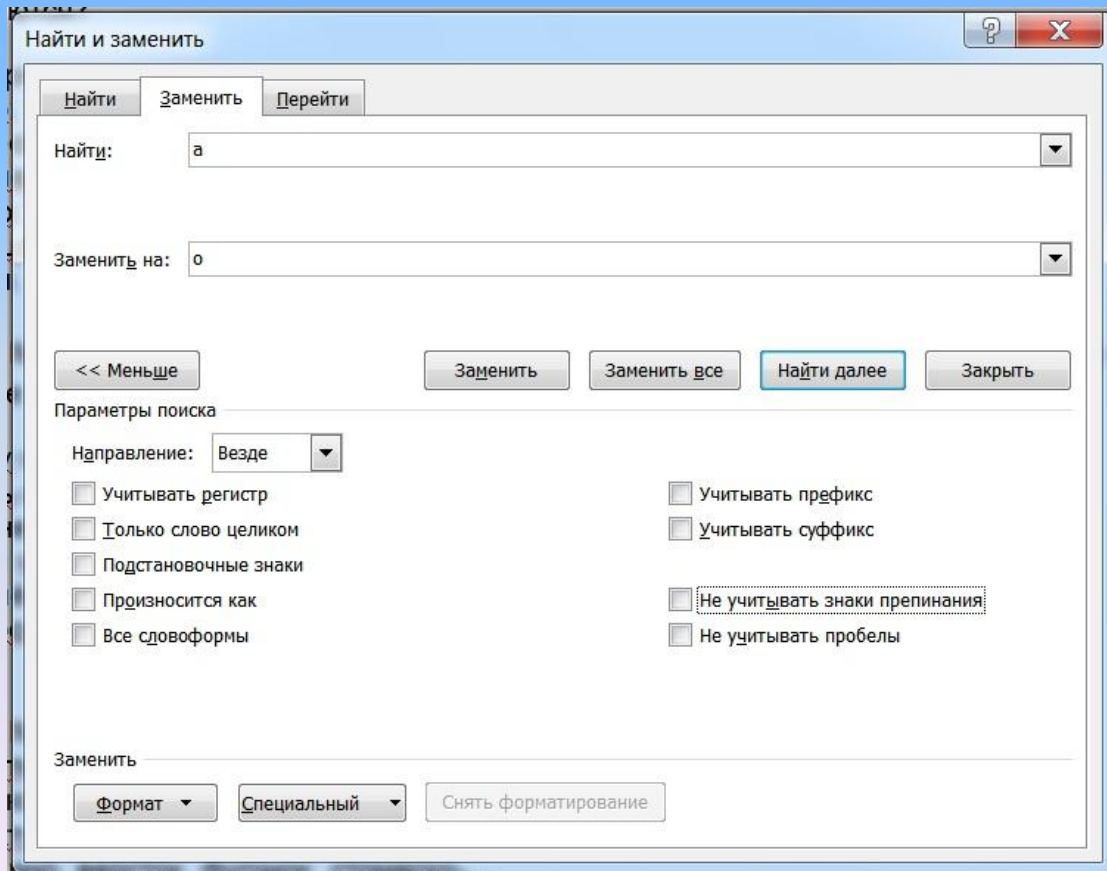 Найти и заменить
Найти Заменить Перейти
Найти: а
Заменить на: о
<< Меньше Заменить Заменить все Найти далее Закрыть
Параметры поиска
Направление: Везде
Учитывать регистр Учитывать префикс
Только слово целиком Учитывать суффикс
Подстановочные знаки
Произносится как Не учитывать знаки препинания
Все словоформы Не учитывать пробелы
Заменить
Формат Специальный Снять форматирование